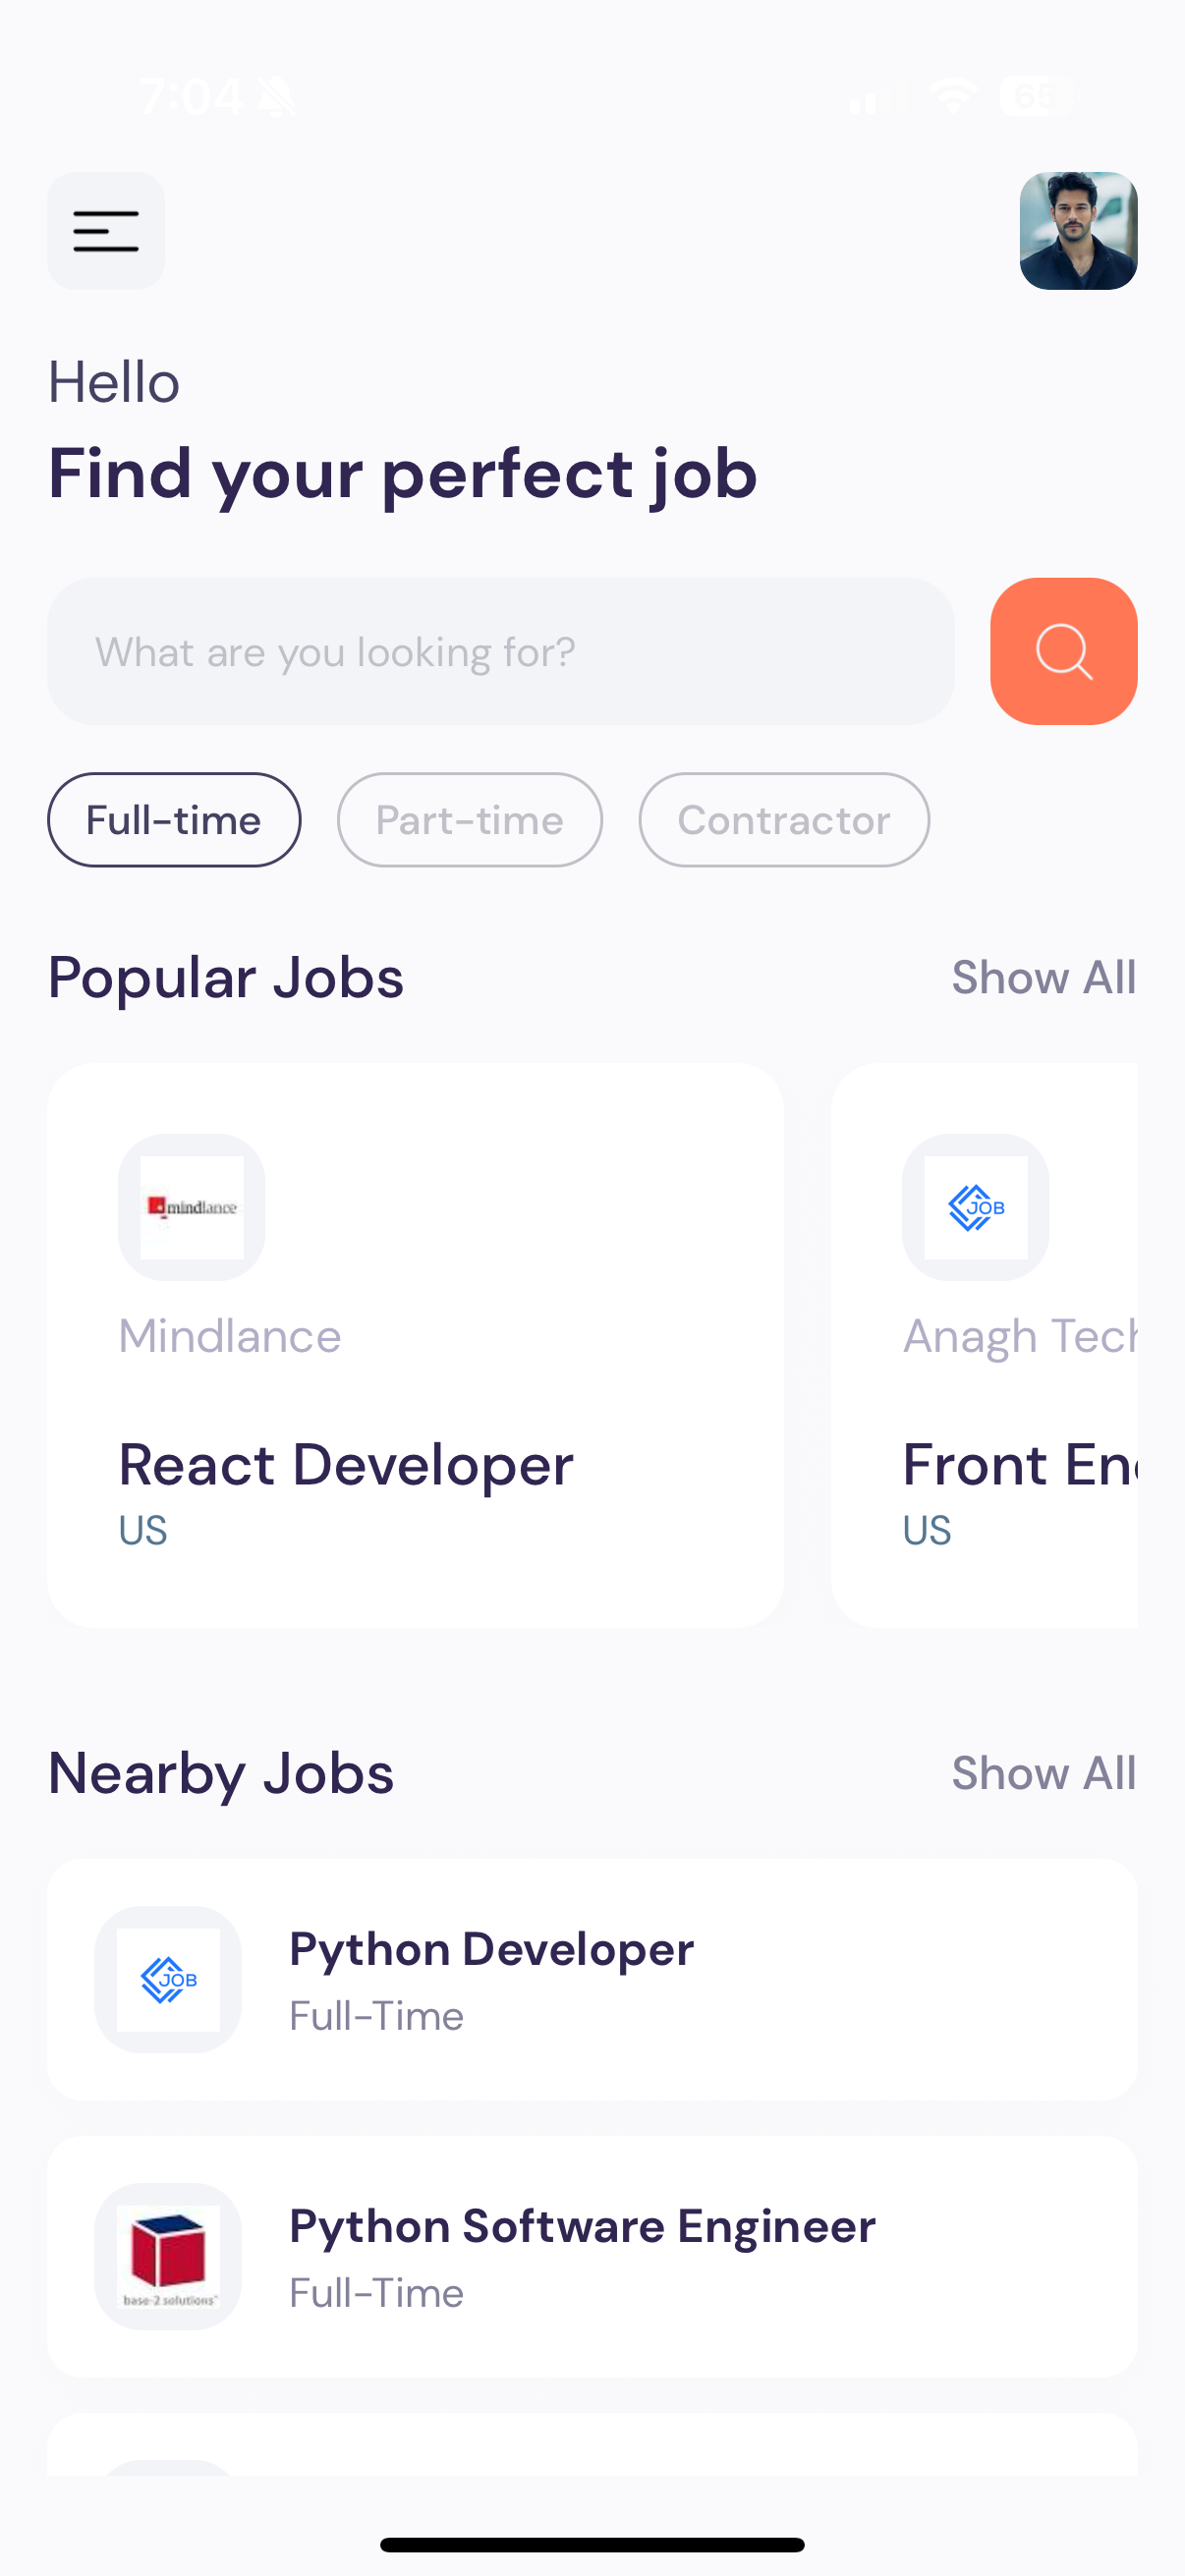 7:04
65
Hello
Find your perfect job
What are you looking for?
Full-time
Part-time
Contractor
Popular Jobs
Show All
mindlance
JOB
Mindlance
Anagh Tech
React Developer
Front En
US
US
Nearby Jobs
Show All
JOB
Python Developer
Full-Time
Python Software Engineer
base-2 solutions
Full-Time